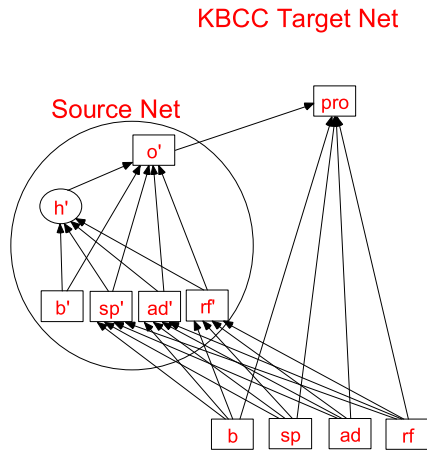 KBCC Target Net
Source Net
pro
o'
h'
b' sp' ad' rf'
b sp ad rf